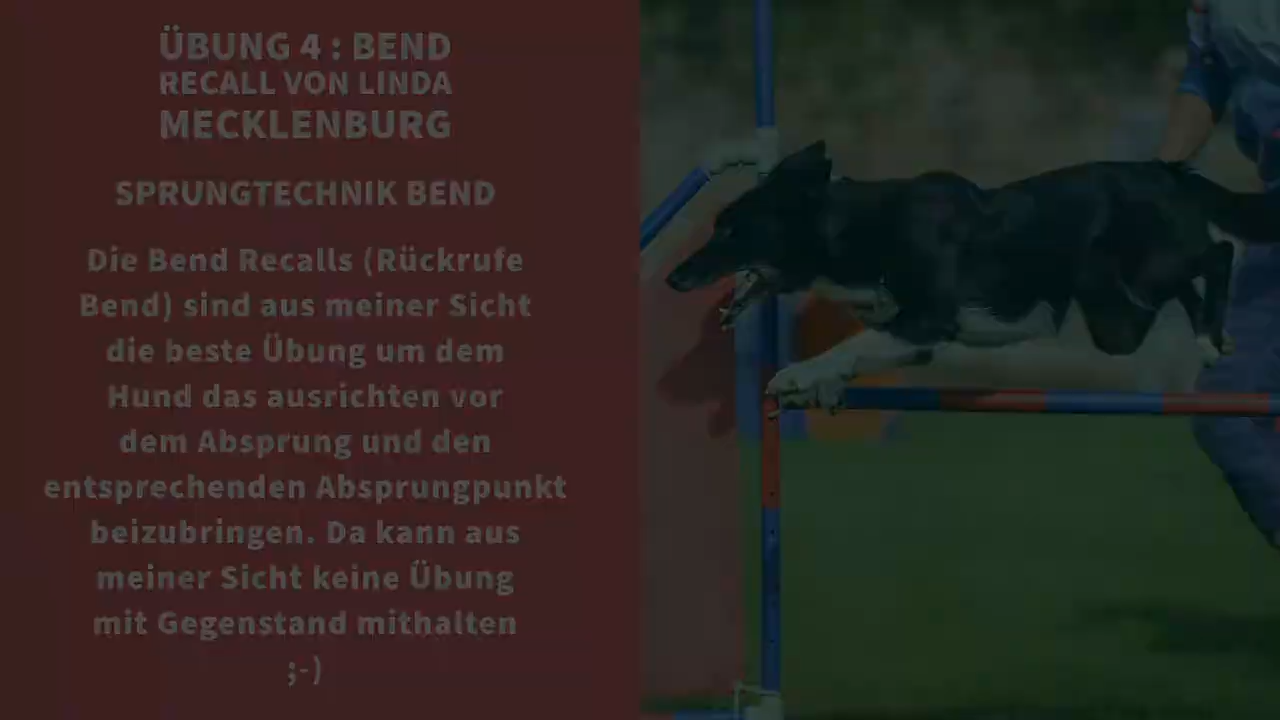 ÜBUNG 4 : BEND
RECALL VON LINDA
MECKLENBURG
SPRUNGTECHNIK BEND
Die Bend Recalls (Rückrufe
Bend) sind aus meiner Sicht
die beste Übung um dem
Hund das ausrichten vor
dem Absprung und den
entsprechenden Absprungpunkt
beizubringen. Da kann aus
meiner Sicht keine Übung
mit Gegenstand mithalten
;-)